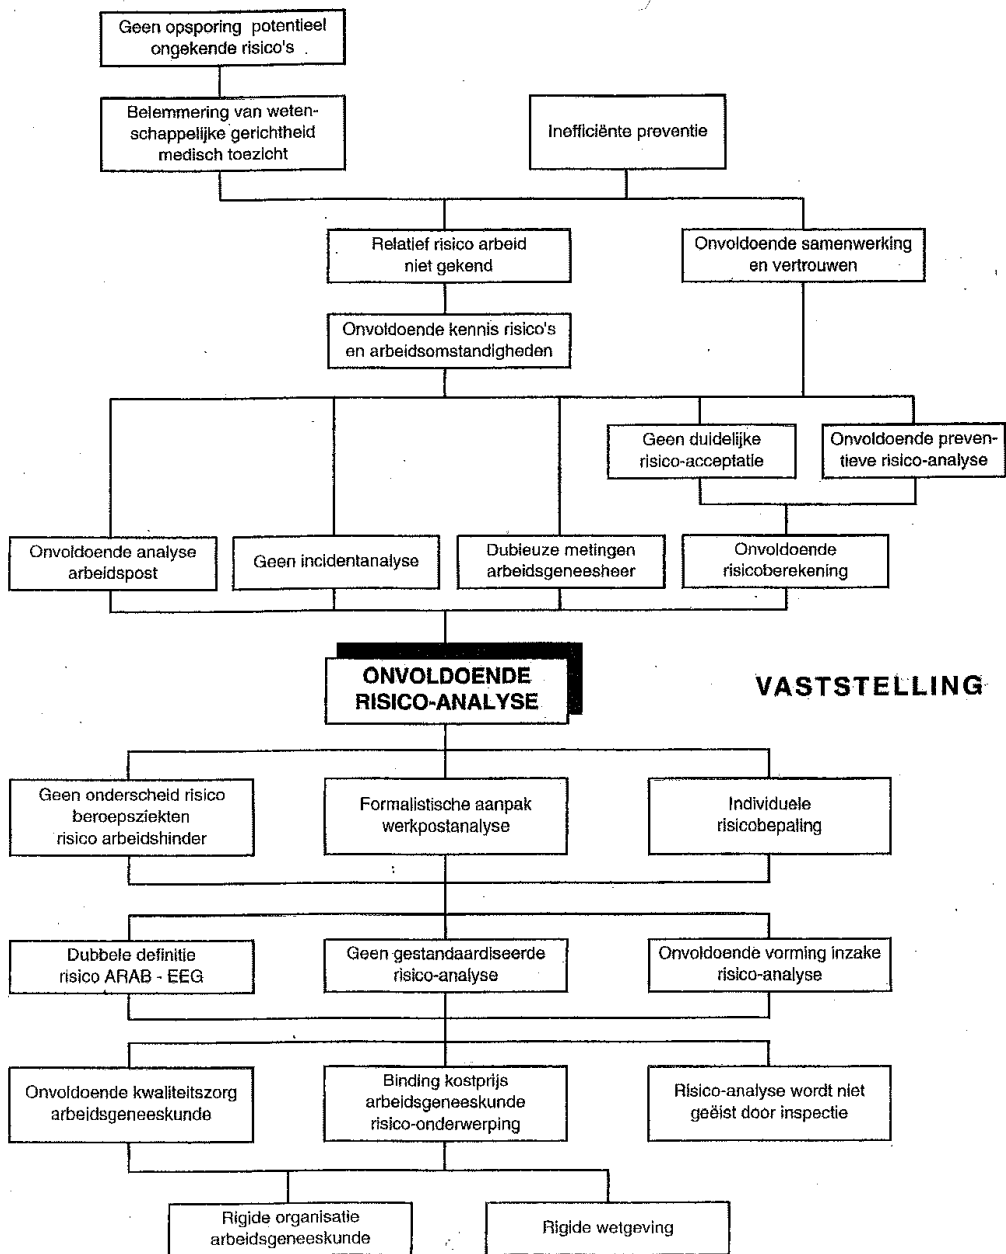 Geen opsporing potentieel
ongekende risico's
Belemmering van weten-
schappelijke gerichtheid
medisch toezicht
Inefficiënte preventie
Relatief risico arbeid
niet gekend
Onvoldoende samenwerking
en vertrouwen
Onvoldoende kennis risico's
en arbeidsomstandigheden
Geen duidelijke
risico-acceptatie
Onvoldoende preven-
tieve risico-analyse
Onvoldoende analyse
arbeidspost
Geen incidentanalyse
Dubieuze metingen
arbeidsgeneesheer
Onvoldoende
risicoberekening
ONVOLDOENDE
RISICO-ANALYSE
VASTSTELLING
Geen onderscheid risico
beroepsziekten
risico arbeidshinder
Formalistische aanpak
werkpostanalyse
Individuele
risicobepaling
Dubbele definitie
risico ARAB - EEG
Geen gestandaardiseerde
risico-analyse
Onvoldoende vorming inzake
risico-analyse
Onvoldoende kwaliteitszorg
arbeidsgeneeskunde
Binding kostprijs
arbeidsgeneeskunde
risico-onderwerping
Risico-analyse wordt niet
geëist door inspectie
Rigide organisatie
arbeidsgeneeskunde
Rigide wetgeving